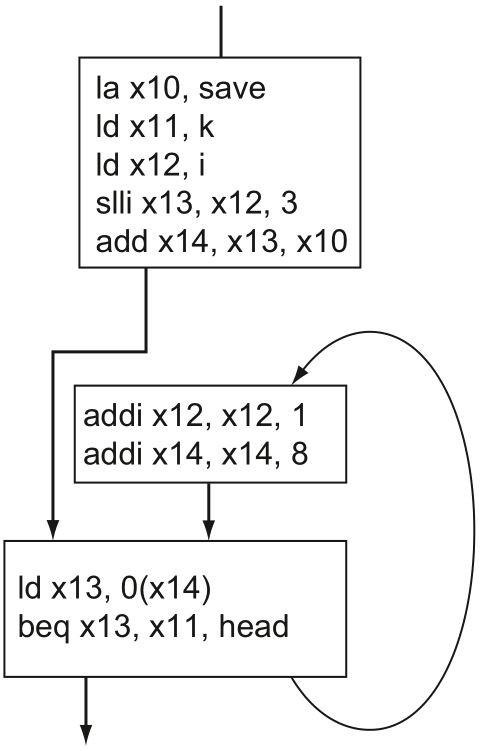 la x10, save
ld x11, k
ld x12, i
slli x13, x12, 3
add x14, x13, x10
addi x12, x12, 1
addi x14, x14, 8
ld x13, 0(x14)
beq x13, x11, head